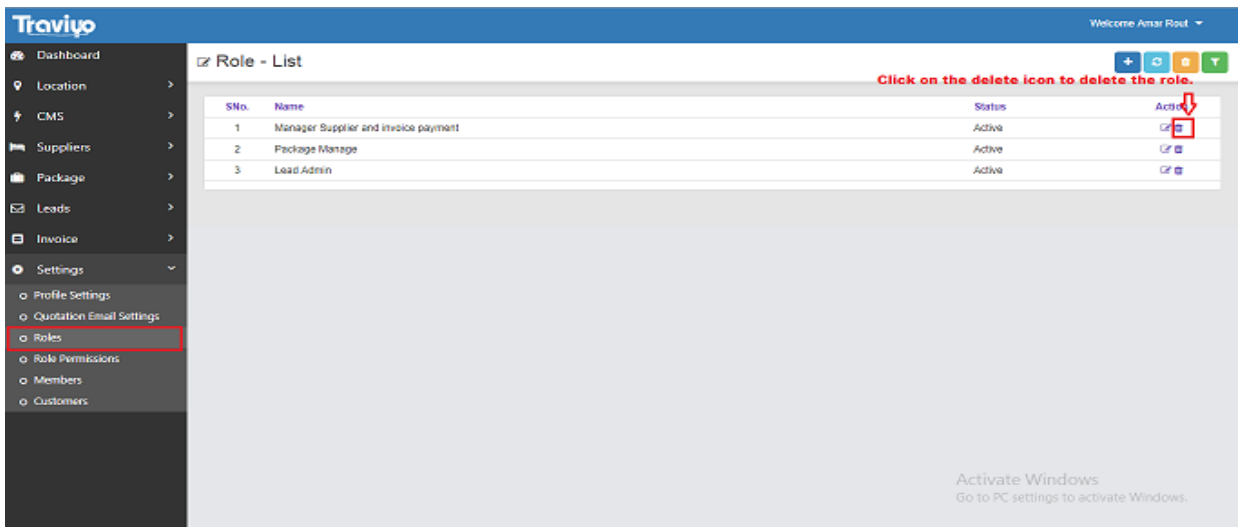 Traviyo
Welcome Amar Rout
Dashboard
Location
CMS
Suppliers
Package
Leads
Invoice
Settings
Profile Settings
Quotation Email Settings
Roles
Role Permissions
Members
Customers
Role - List
Click on the delete icon to delete the role.
SNo. Name Status Action
1 Manager Supplier and invoice payment Active
2 Package Manage Active
3 Lead Admin Active
Activate Windows
Go to PC settings to activate Windows.